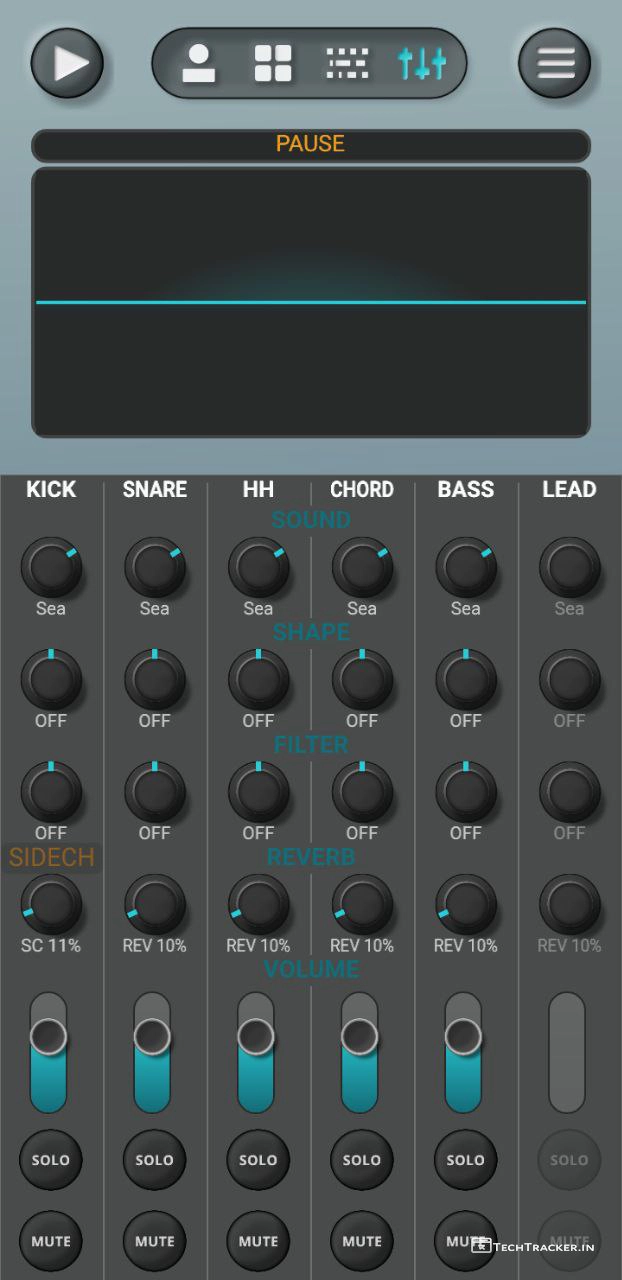 PAUSE
KICK SNARE HH CHORD BASS LEAD
SOUND
Sea Sea Sea Sea Sea Sea
SHAPE
OFF OFF OFF OFF OFF OFF
FILTER
OFF OFF OFF OFF OFF OFF
SIDECH REVERB
SC 11% REV 10% REV 10% REV 10% REV 10% REV 10%
VOLUME
SOLO SOLO SOLO SOLO SOLO SOLO
MUTE MUTE MUTE MUTE MUTE MUTE
TECHTRACKER.IN